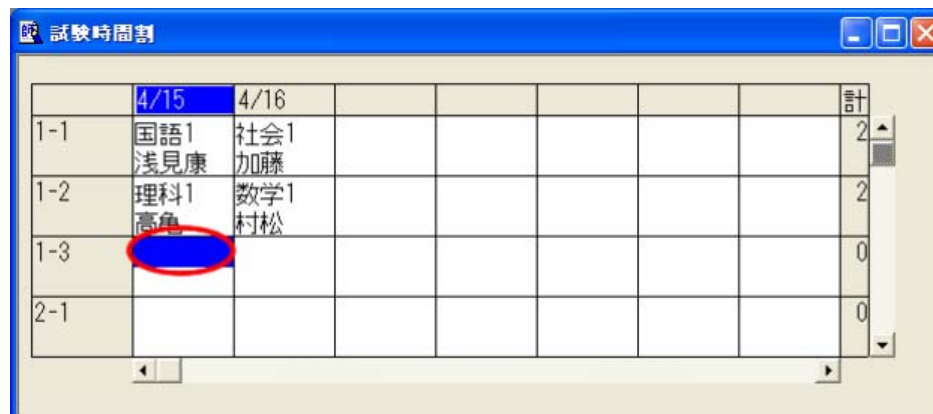 試験時間割
4/15 4/16 計
1-1 国語1 社会1 2
浅見康 加藤
1-2 理科1 数学1 2
高亀 村松
1-3 0
2-1 0